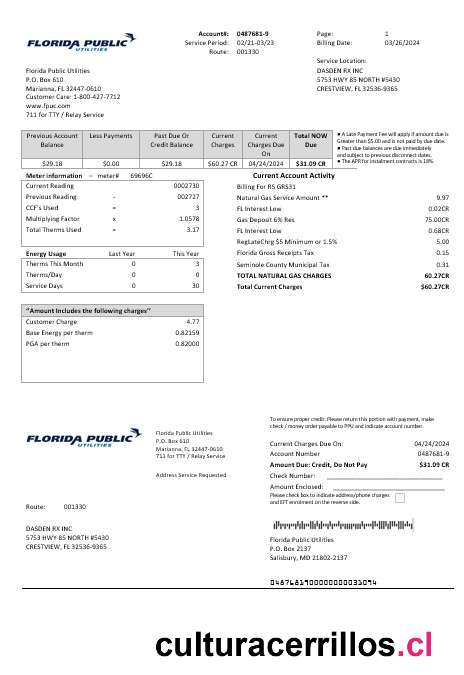 FLORIDA PUBLIC
UTILITIES
Account#: 0487681-9
Service Period: 02/21-03/23
Route: 001330
Page: 1
Billing Date: 03/26/2024
Service Location:
DASDEN RX INC
5753 HWY 85 NORTH #5430
CRESTVIEW, FL 32536-9365
Florida Public Utilities
P.O. Box 610
Marianna, FL 32447-0610
Customer Care: 1-800-427-7712
www.fpuc.com
711 for TTY / Relay Service
Previous Account Balance Less Payments Past Due Or Credit Balance Current Charges Current Charges Due On Total NOW Due
$29.18 $0.00 $29.18 $60.27 CR 04/24/2024 $31.09 CR
• A Late Payment Fee will apply if amount due is
Greater than $5.00 and is not paid by due date.
• Past due balances are due immediately
and subject to previous disconnect dates.
• The APR for instalment contracts is 18%.
Meter information – meter# 69696C
Current Reading 0002730
Previous Reading - 002727
CCF's Used = 3
Multiplying Factor x 1.0578
Total Therms Used = 3.17
Energy Usage Last Year This Year
Therms This Month 0 3
Therms/Day 0 0
Service Days 0 30
"Amount Includes the following charges"
Customer Charge 4.77
Base Energy per therm 0.82159
PGA per therm 0.82000
Current Account Activity
Billing For RS GRS31
Natural Gas Service Amount ** 9.97
FL Interest Low 0.02CR
Gas Deposit 6% Res 75.00CR
FL Interest Low 0.68CR
RegLateChrg $5 Minimum or 1.5% 5.00
Florida Gross Receipts Tax 0.15
Seminole County Municipal Tax 0.31
TOTAL NATURAL GAS CHARGES 60.27CR
Total Current Charges $60.27CR
FLORIDA PUBLIC
UTILITIES
Florida Public Utilities
P.O. Box 610
Marianna, FL 32447-0610
711 for TTY / Relay Service
Address Service Requested
Route: 001330
DASDEN RX INC
5753 HWY 85 NORTH #5430
CRESTVIEW, FL 32536-9365
To ensure proper credit: Please return this portion with payment, make
check / money order payable to FPU and indicate account number.
Current Charges Due On: 04/24/2024
Account Number 0487681-9
Amount Due: Credit, Do Not Pay $31.09 CR
Check Number:
Amount Enclosed:
Please check box to indicate address/phone charges
and EFT enrolment on the reverse side.
Florida Public Utilities
P.O. Box 2137
Salisbury, MD 21802-2137
culturacerrillos.cl